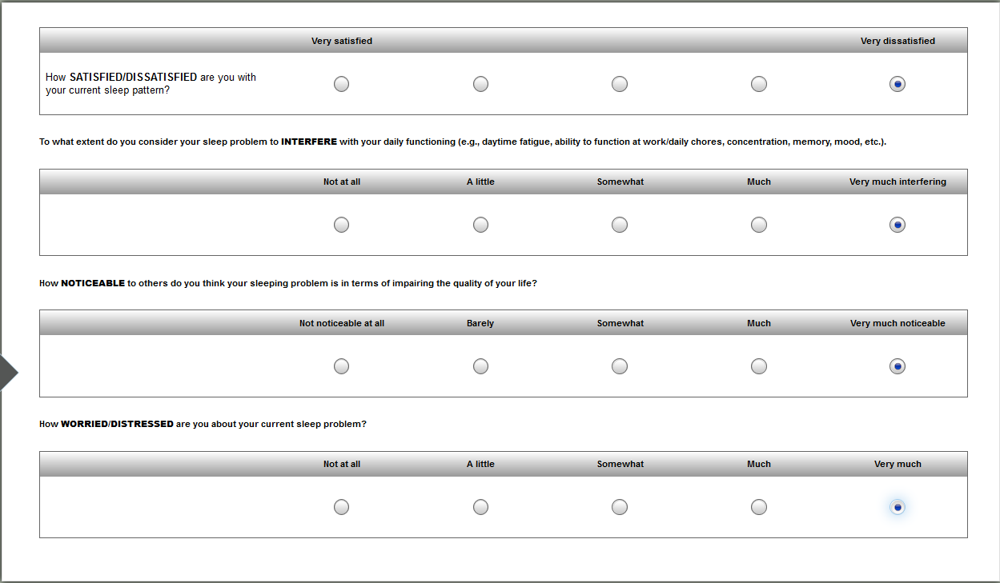 Very satisfied Very dissatisfied
How SATISFIED/DISSATISFIED are you with
your current sleep pattern?
To what extent do you consider your sleep problem to INTERFERE with your daily functioning (e.g., daytime fatigue, ability to function at work/daily chores, concentration, memory, mood, etc.).
Not at all A little Somewhat Much Very much interfering
How NOTICEABLE to others do you think your sleeping problem is in terms of impairing the quality of your life?
Not noticeable at all Barely Somewhat Much Very much noticeable
How WORRIED/DISTRESSED are you about your current sleep problem?
Not at all A little Somewhat Much Very much